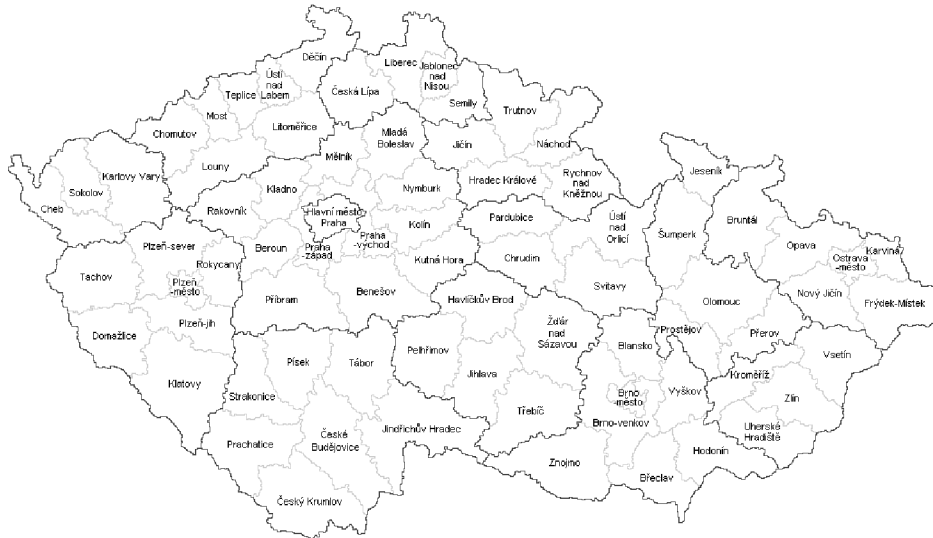 Děčín
Liberec
Jablonec
nad
Nisou
Ústí
nad
Labem
Teplice
Česká Lípa
Semily
Trutnov
Most
Chomutov
Litoměřice
Mladá
Boleslav
Jičín
Náchod
Louny
Mělník
Jeseník
Karlovy Vary
Sokolov
Cheb
Kladno
Nymburk
Hradec Králové
Rychnov
nad
Kněžnou
Rakovník
Hlavní město
Praha
Kolín
Pardubice
Ústí
nad
Orlicí
Šumperk
Bruntál
Plzeň-sever
Rokycany
Beroun
Praha
-západ
Praha
-východ
Kutná Hora
Chrudim
Opava
Karviná
Ostrava
-město
Tachov
Plzeň
-město
Příbram
Benešov
Havlíčkův Brod
Svitavy
Olomouc
Nový Jičín
Frýdek-Místek
Domažlice
Plzeň-jih
Žďár
nad
Sázavou
Prostějov
Přerov
Blansko
Vsetín
Klatovy
Písek
Tábor
Pelhřimov
Jihlava
Kroměříž
Strakonice
Brno
-město
Vyškov
Zlín
Třebíč
Brno-venkov
Uherské
Hradiště
Prachatice
České
Budějovice
Jindřichův Hradec
Hodonín
Znojmo
Břeclav
Český Krumlov